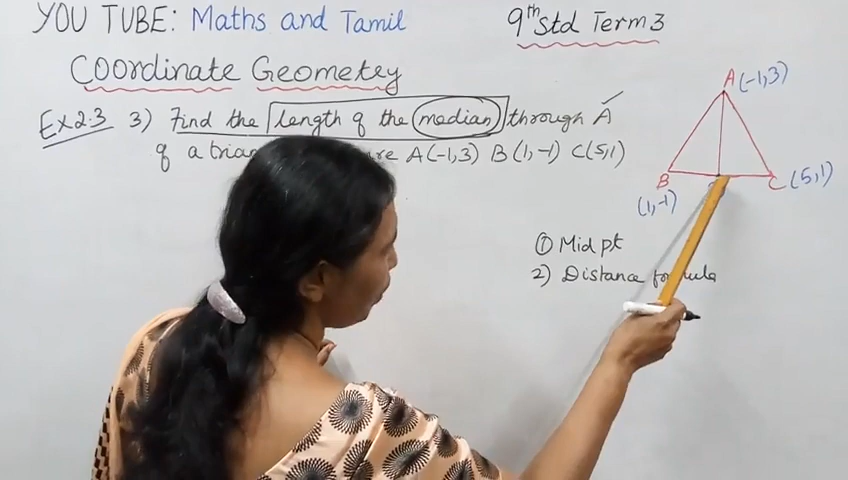 YOU TUBE: Maths and Tamil
9th Std Term 3
Coordinate Geometry
Ex 2.3 3) Find the length of the median through A
of a A(-1,3) B(1,-1) C(5,1)
A(-1,3)
B
C(5,1)
(1,-1)
① Mid pt
2) Distance